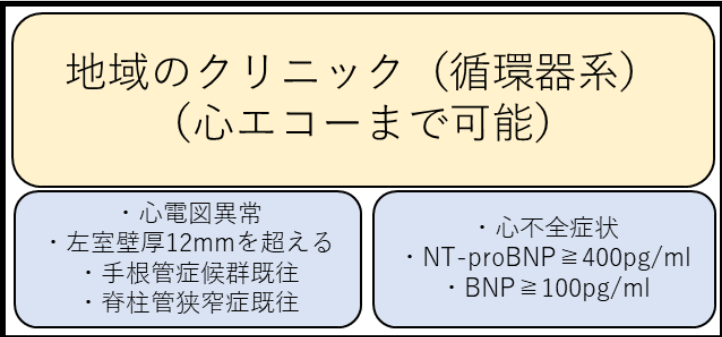 地域のクリニック（循環器系）
（心エコーまで可能）
・心電図異常
・左室壁厚12mmを超える
・手根管症候群既往
・脊柱管狭窄症既往
・心不全症状
・NT-proBNP≧400pg/ml
・BNP≧100pg/ml